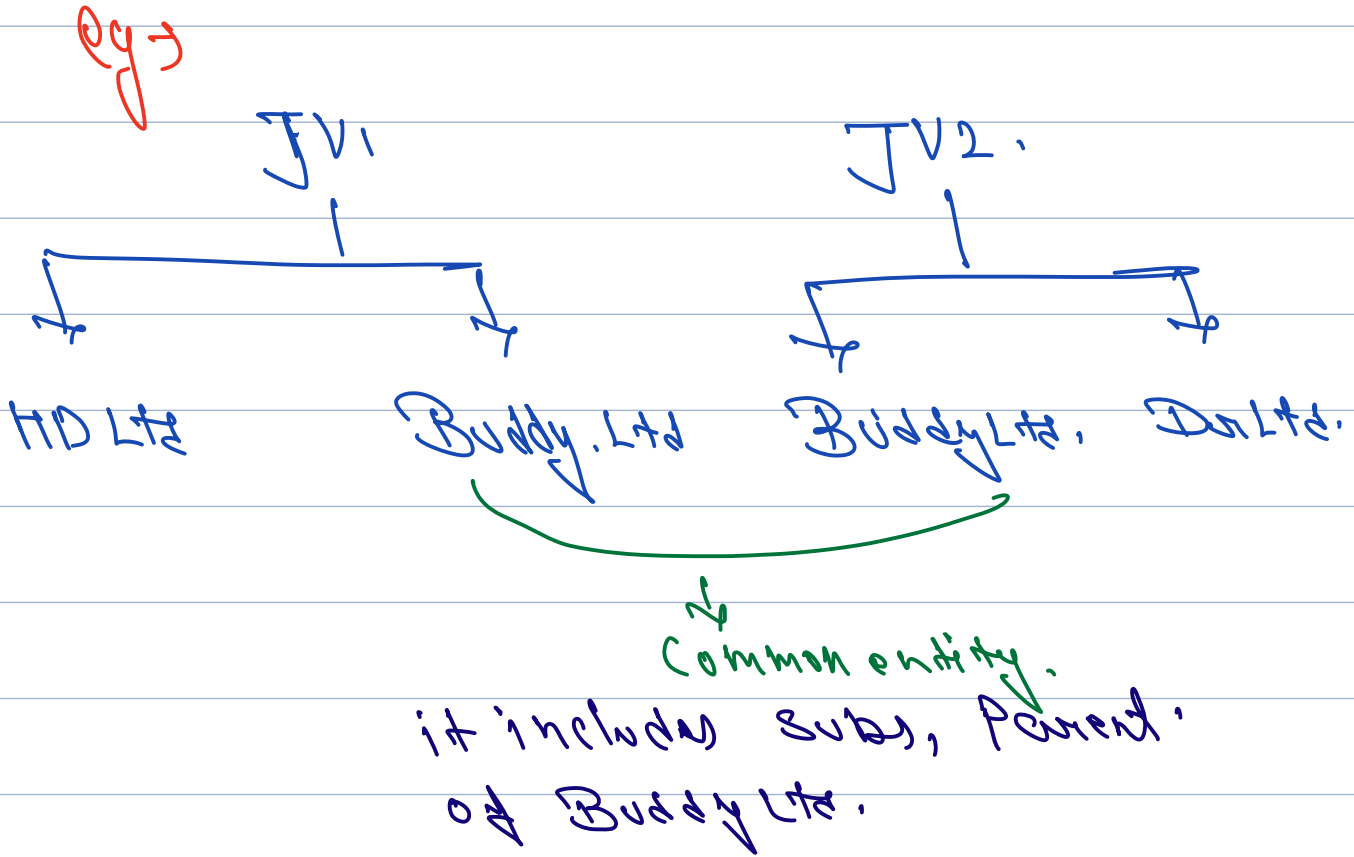 eg→
JV1
JV2.
HD Ltd
Buddy.Ltd
Buddy Ltd.
Ltd.
Common entity.
it includes Subs, Parent.
of Buddy Ltd.